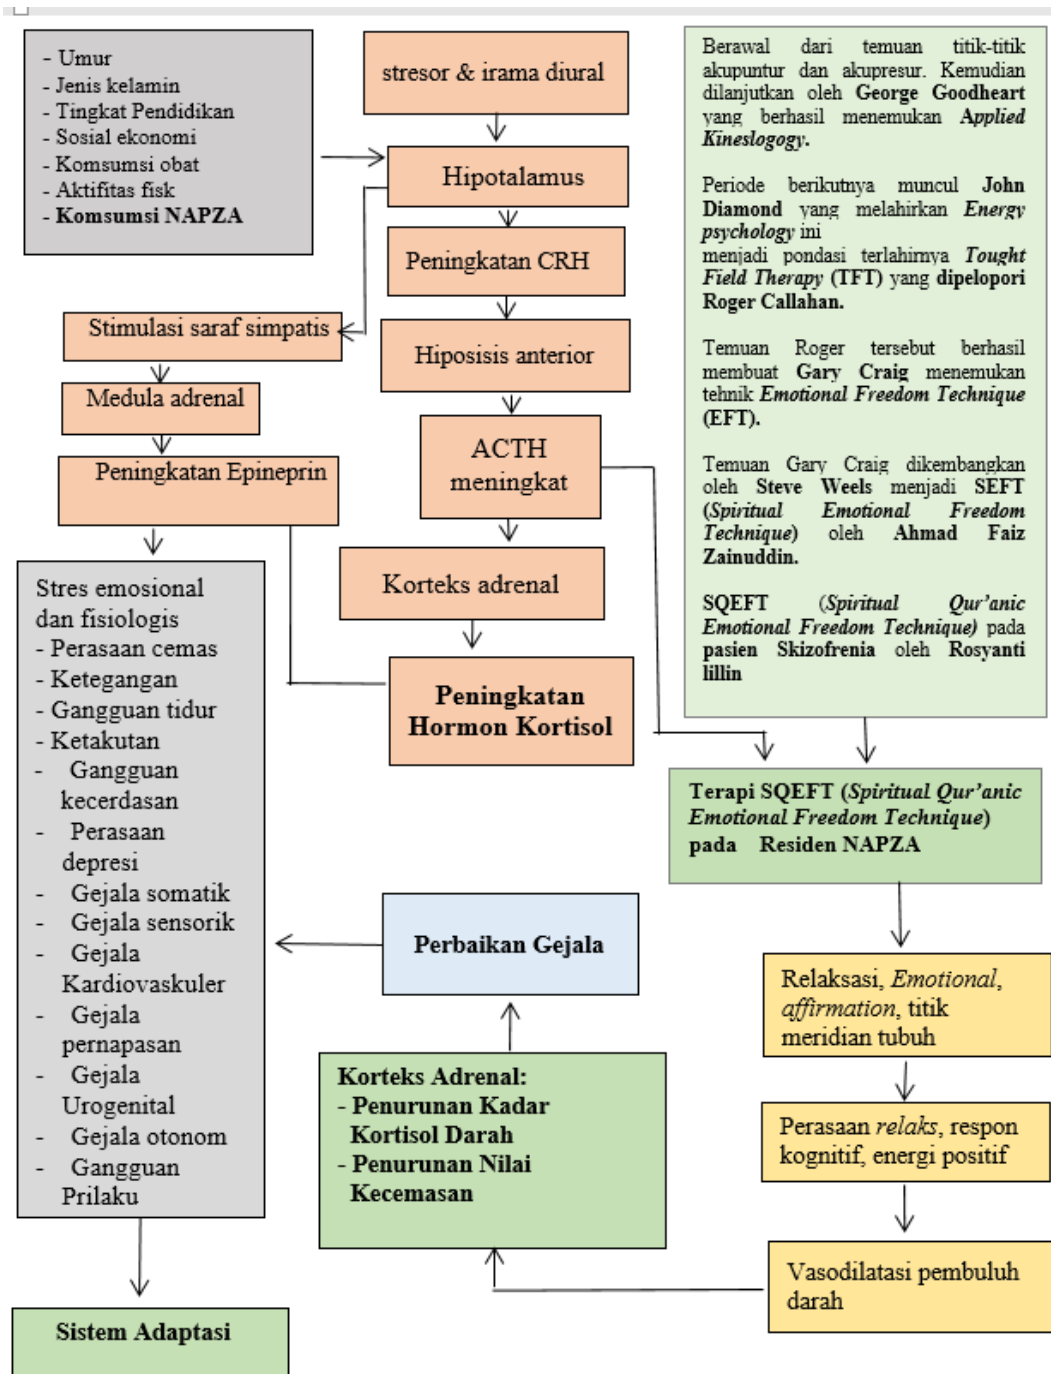 - Umur
- Jenis kelamin
- Tingkat Pendidikan
- Sosial ekonomi
- Komsumsi obat
- Aktifitas fisk
- Komsumsi NAPZA
stresor & irama diural
Hipotalamus
Peningkatan CRH
Stimulasi saraf simpatis
Hiposisis anterior
Medula adrenal
ACTH
meningkat
Peningkatan Epineprin
Korteks adrenal
Peningkatan
Hormon Kortisol
Stres emosional
dan fisiologis
- Perasaan cemas
- Ketegangan
- Gangguan tidur
- Ketakutan
- Gangguan
kecerdasan
- Perasaan
depresi
- Gejala somatik
- Gejala sensorik
- Gejala
Kardiovaskuler
- Gejala
pernapasan
- Gejala
Urogenital
- Gejala otonom
- Gangguan
Prilaku
Sistem Adaptasi
Berawal dari temuan titik-titik
akupuntur dan akupresur. Kemudian
dilanjutkan oleh George Goodheart
yang berhasil menemukan Applied
Kineslogogy.
Periode berikutnya muncul John
Diamond yang melahirkan Energy
psychology ini
menjadi pondasi terlahirnya Tought
Field Therapy (TFT) yang dipelopori
Roger Callahan.
Temuan Roger tersebut berhasil
membuat Gary Craig menemukan
tehnik Emotional Freedom Technique
(EFT).
Temuan Gary Craig dikembangkan
oleh Steve Weels menjadi SEFT
(Spiritual Emotional Freedom
Technique) oleh Ahmad Faiz
Zainuddin.
SQEFT (Spiritual Qur'anic
Emotional Freedom Technique) pada
pasien Skizofrenia oleh Rosyanti
lillin
Terapi SQEFT (Spiritual Qur'anic
Emotional Freedom Technique)
pada Residen NAPZA
Relaksasi, Emotional,
affirmation, titik
meridian tubuh
Perasaan relaks, respon
kognitif, energi positif
Vasodilatasi pembuluh
darah
Korteks Adrenal:
- Penurunan Kadar
Kortisol Darah
- Penurunan Nilai
Kecemasan
Perbaikan Gejala